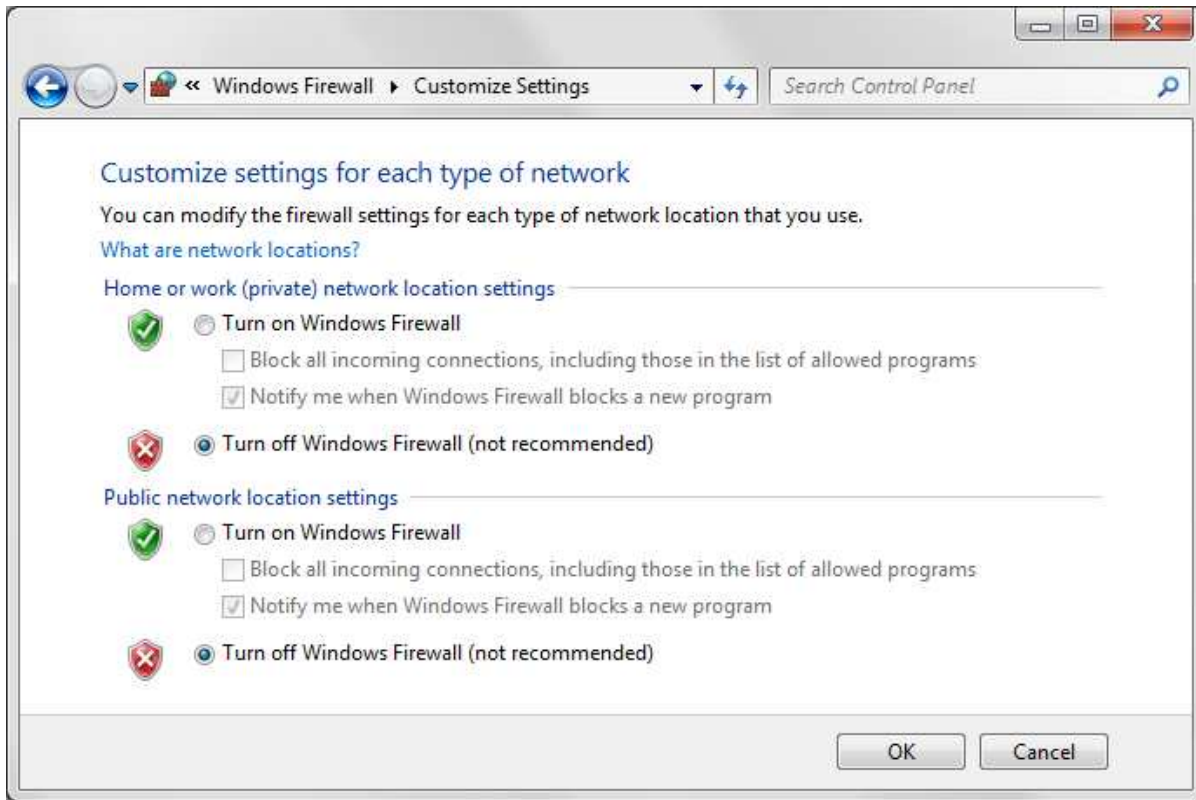 « Windows Firewall ▸ Customize Settings
Search Control Panel
Customize settings for each type of network
You can modify the firewall settings for each type of network location that you use.
What are network locations?
Home or work (private) network location settings
Turn on Windows Firewall
Block all incoming connections, including those in the list of allowed programs
Notify me when Windows Firewall blocks a new program
Turn off Windows Firewall (not recommended)
Public network location settings
Turn on Windows Firewall
Block all incoming connections, including those in the list of allowed programs
Notify me when Windows Firewall blocks a new program
Turn off Windows Firewall (not recommended)
OK
Cancel